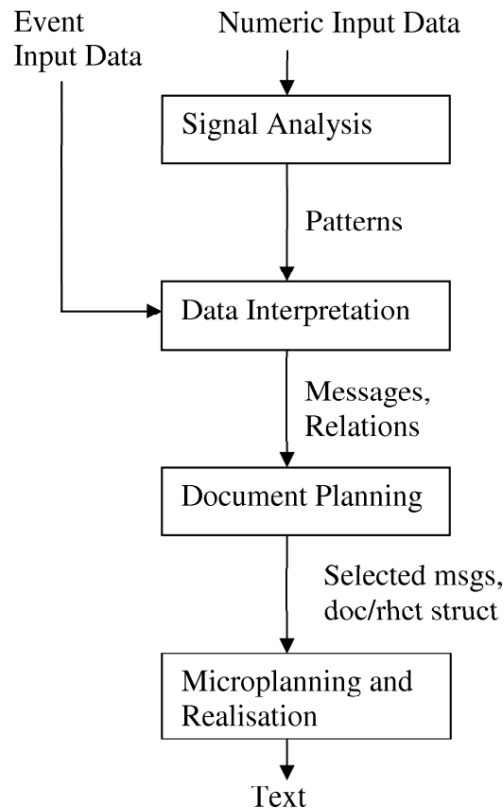 Event
Input Data
Numeric Input Data
Signal Analysis
Patterns
Data Interpretation
Messages,
Relations
Document Planning
Selected msgs,
doc/rhct struct
Microplanning and
Realisation
Text